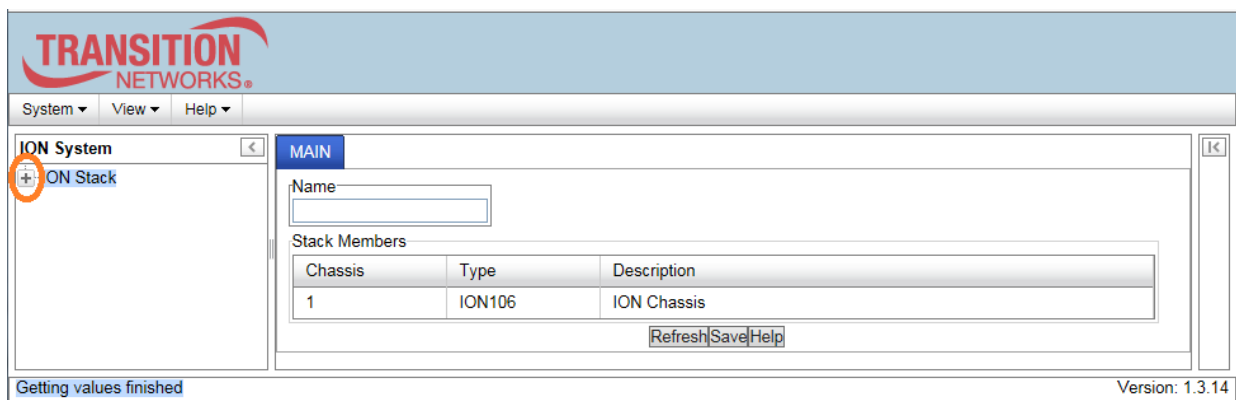 TRANSITION
NETWORKS®
System View Help
ION System
MAIN
ION Stack
Name
Stack Members
Chassis Type Description
1 ION106 ION Chassis
Refresh Save Help
Getting values finished
Version: 1.3.14